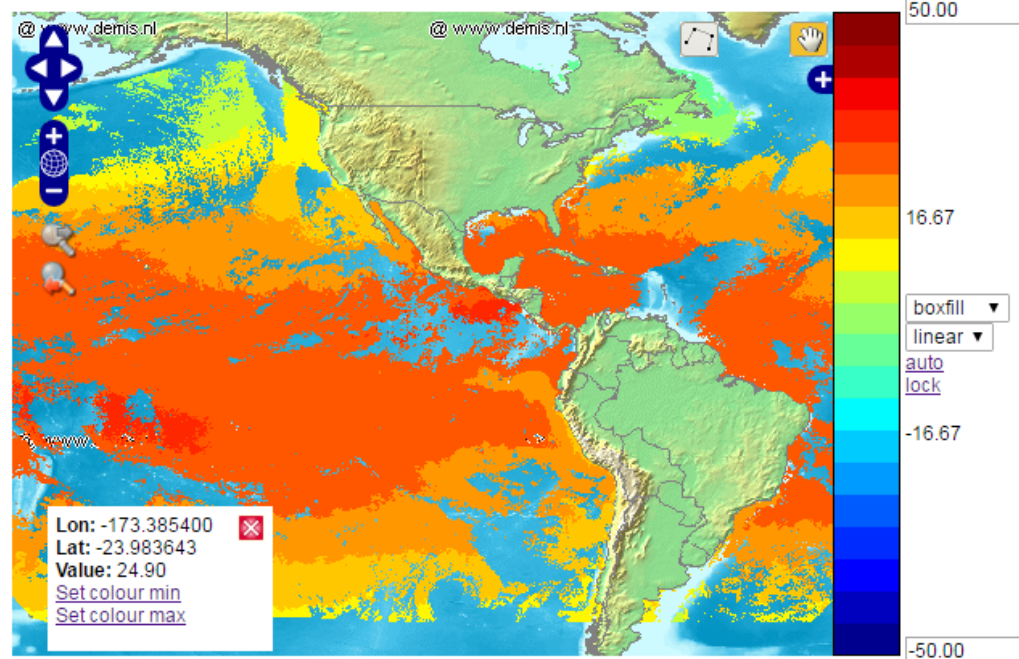 @ www.demis.nl
@ www.demis.nl
50.00
16.67
boxfill ▼
linear ▼
auto
lock
-16.67
www.
Lon: -173.385400
Lat: -23.983643
Value: 24.90
Set colour min
Set colour max
-50.00